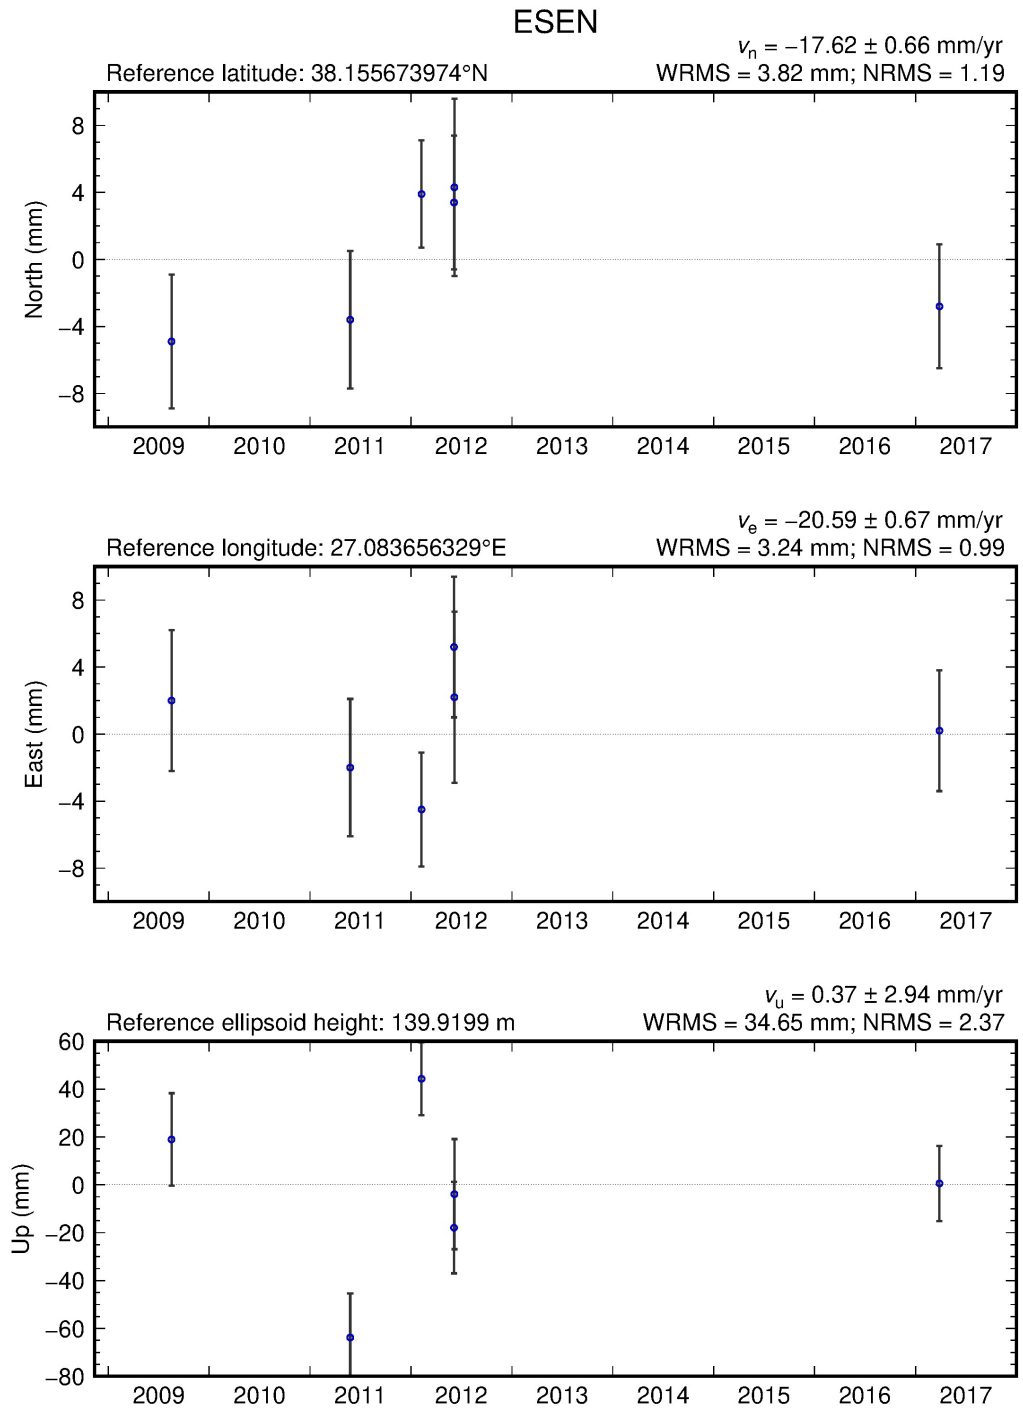 ESEN
vn = −17.62 ± 0.66 mm/yr
Reference latitude: 38.155673974°N WRMS = 3.82 mm; NRMS = 1.19
8
4
0
−4
−8
North (mm)
2009 2010 2011 2012 2013 2014 2015 2016 2017
ve = −20.59 ± 0.67 mm/yr
Reference longitude: 27.083656329°E WRMS = 3.24 mm; NRMS = 0.99
8
4
0
−4
−8
East (mm)
2009 2010 2011 2012 2013 2014 2015 2016 2017
vu = 0.37 ± 2.94 mm/yr
Reference ellipsoid height: 139.9199 m WRMS = 34.65 mm; NRMS = 2.37
60
40
20
0
−20
−40
−60
−80
Up (mm)
2009 2010 2011 2012 2013 2014 2015 2016 2017